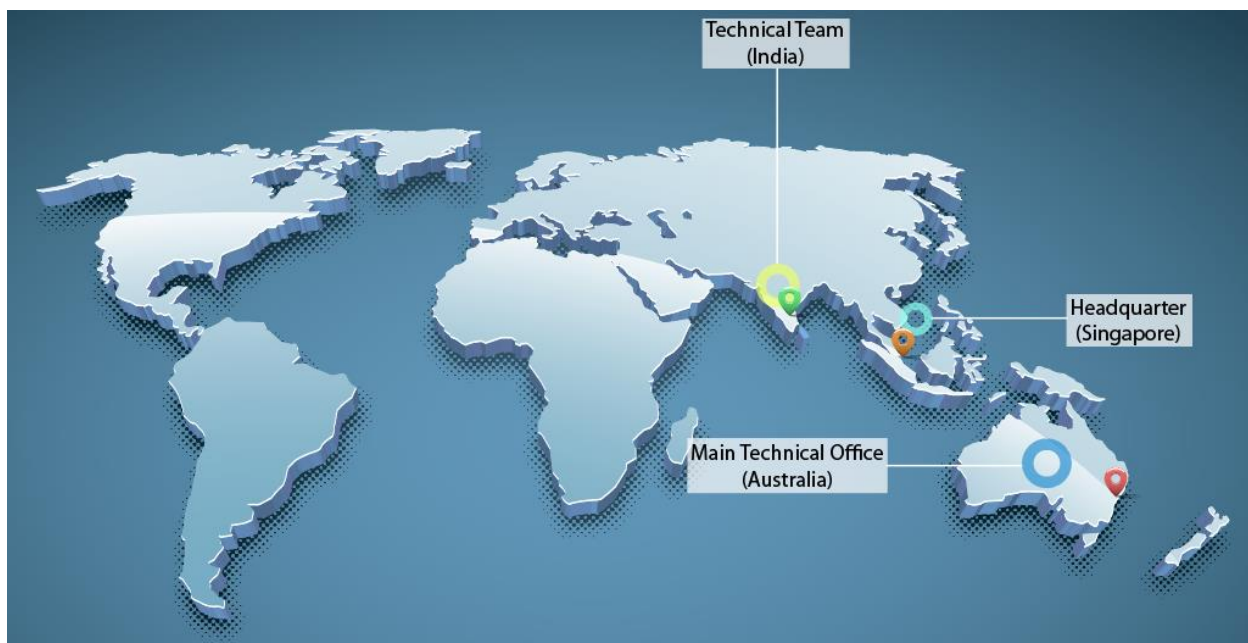 Technical Team
(India)
Headquarter
(Singapore)
Main Technical Office
(Australia)